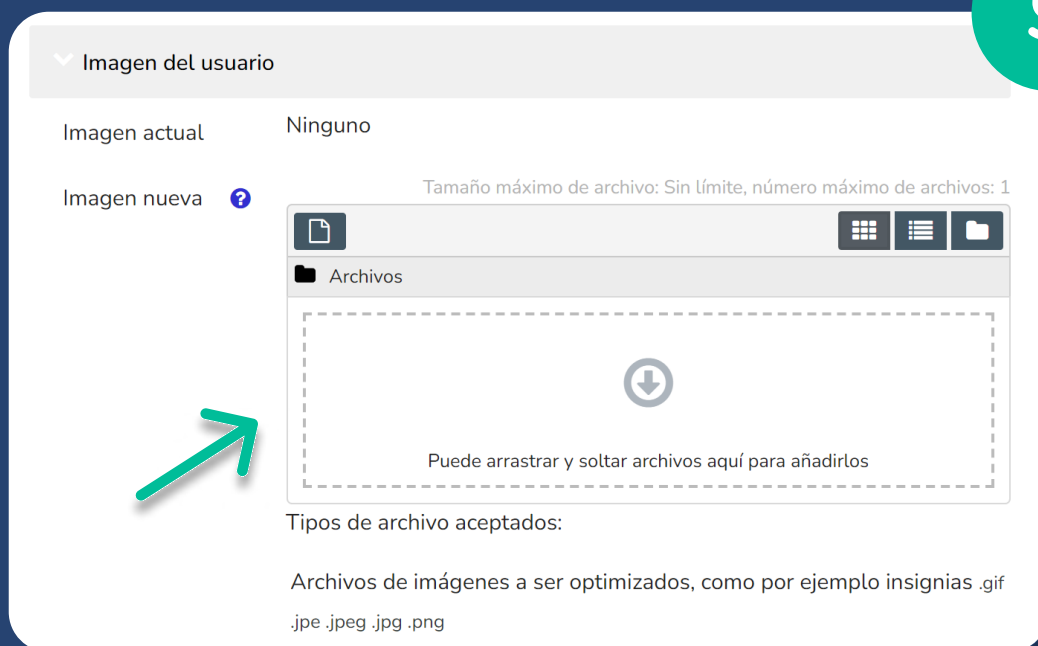 Imagen del usuario
Imagen actual
Ninguno
Imagen nueva
?
Tamaño máximo de archivo: Sin límite, número máximo de archivos: 1
Archivos
Puede arrastrar y soltar archivos aquí para añadirlos
Tipos de archivo aceptados:
Archivos de imágenes a ser optimizados, como por ejemplo insignias .gif
.jpe .jpeg .jpg .png